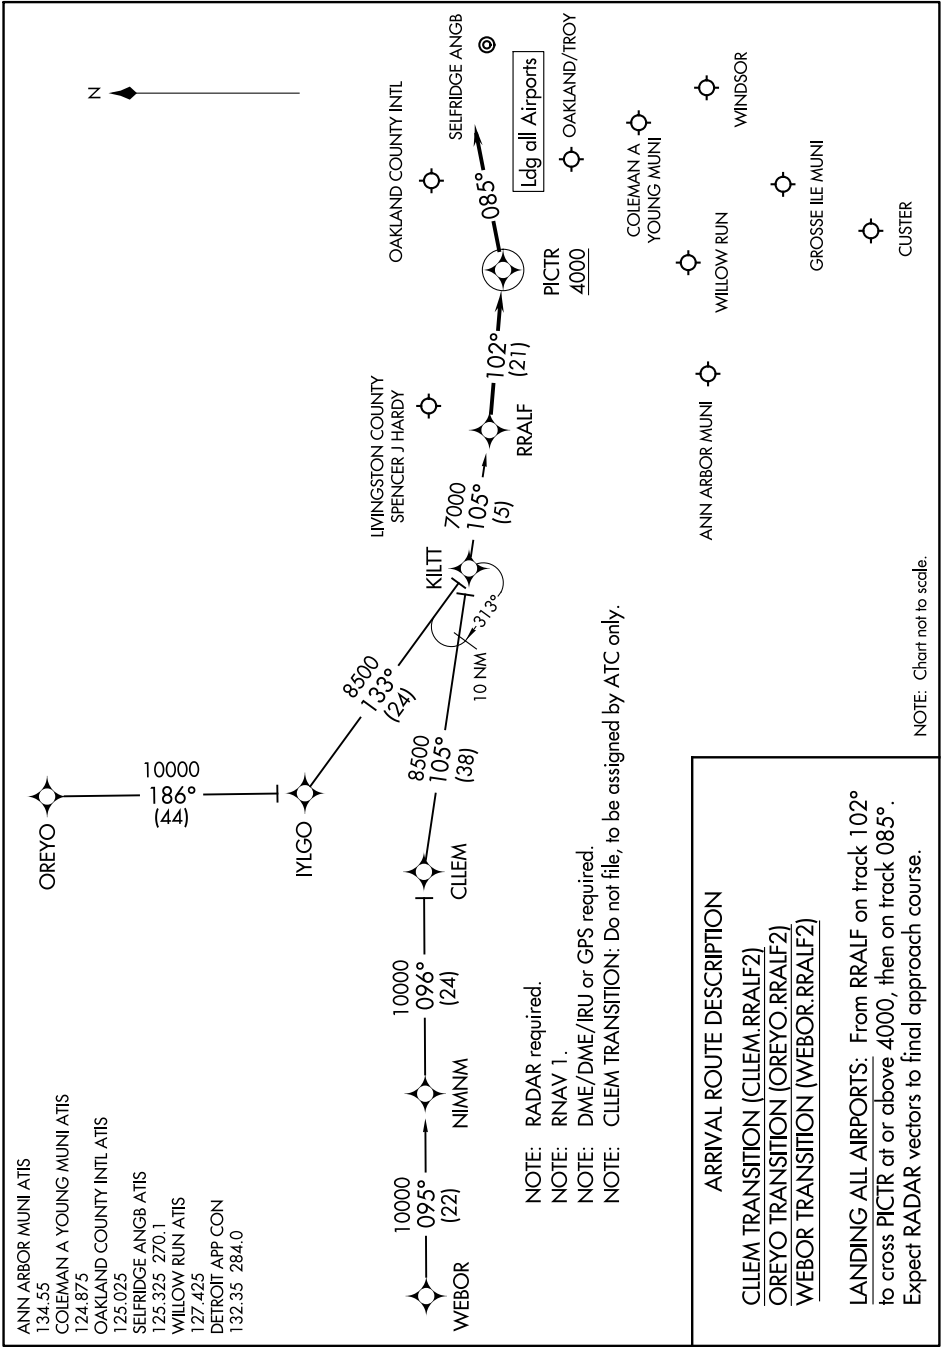 ANN ARBOR MUNI ATIS
134.55
COLEMAN A YOUNG MUNI ATIS
124.875
OAKLAND COUNTY INTL ATIS
125.025
SELFRIDGE ANGB ATIS
125.325 270.1
WILLOW RUN ATIS
127.425
DETROIT APP CON
132.35 284.0
N
OREYO
10000
186°
(44)
IYLGO
8500
133°
(24)
WEBOR
10000
095°
(22)
NIMNM
10000
096°
(24)
CLLEM
8500
105°
(38)
10 NM
313°
KILTT
7000
105°
(5)
RRALF
102°
(21)
PICTR
4000
085°
Ldg all Airports
LIVINGSTON COUNTY
SPENCER J HARDY
OAKLAND COUNTY INTL
SELFRIDGE ANGB
OAKLAND/TROY
COLEMAN A
YOUNG MUNI
WINDSOR
WILLOW RUN
ANN ARBOR MUNI
GROSSE ILE MUNI
CUSTER
NOTE: RADAR required.
NOTE: RNAV 1.
NOTE: DME/DME/IRU or GPS required.
NOTE: CLLEM TRANSITION: Do not file, to be assigned by ATC only.
NOTE: Chart not to scale.
ARRIVAL ROUTE DESCRIPTION
CLLEM TRANSITION (CLLEM.RRALF2)
OREYO TRANSITION (OREYO.RRALF2)
WEBOR TRANSITION (WEBOR.RRALF2)
LANDING ALL AIRPORTS: From RRALF on track 102°
to cross PICTR at or above 4000, then on track 085°.
Expect RADAR vectors to final approach course.